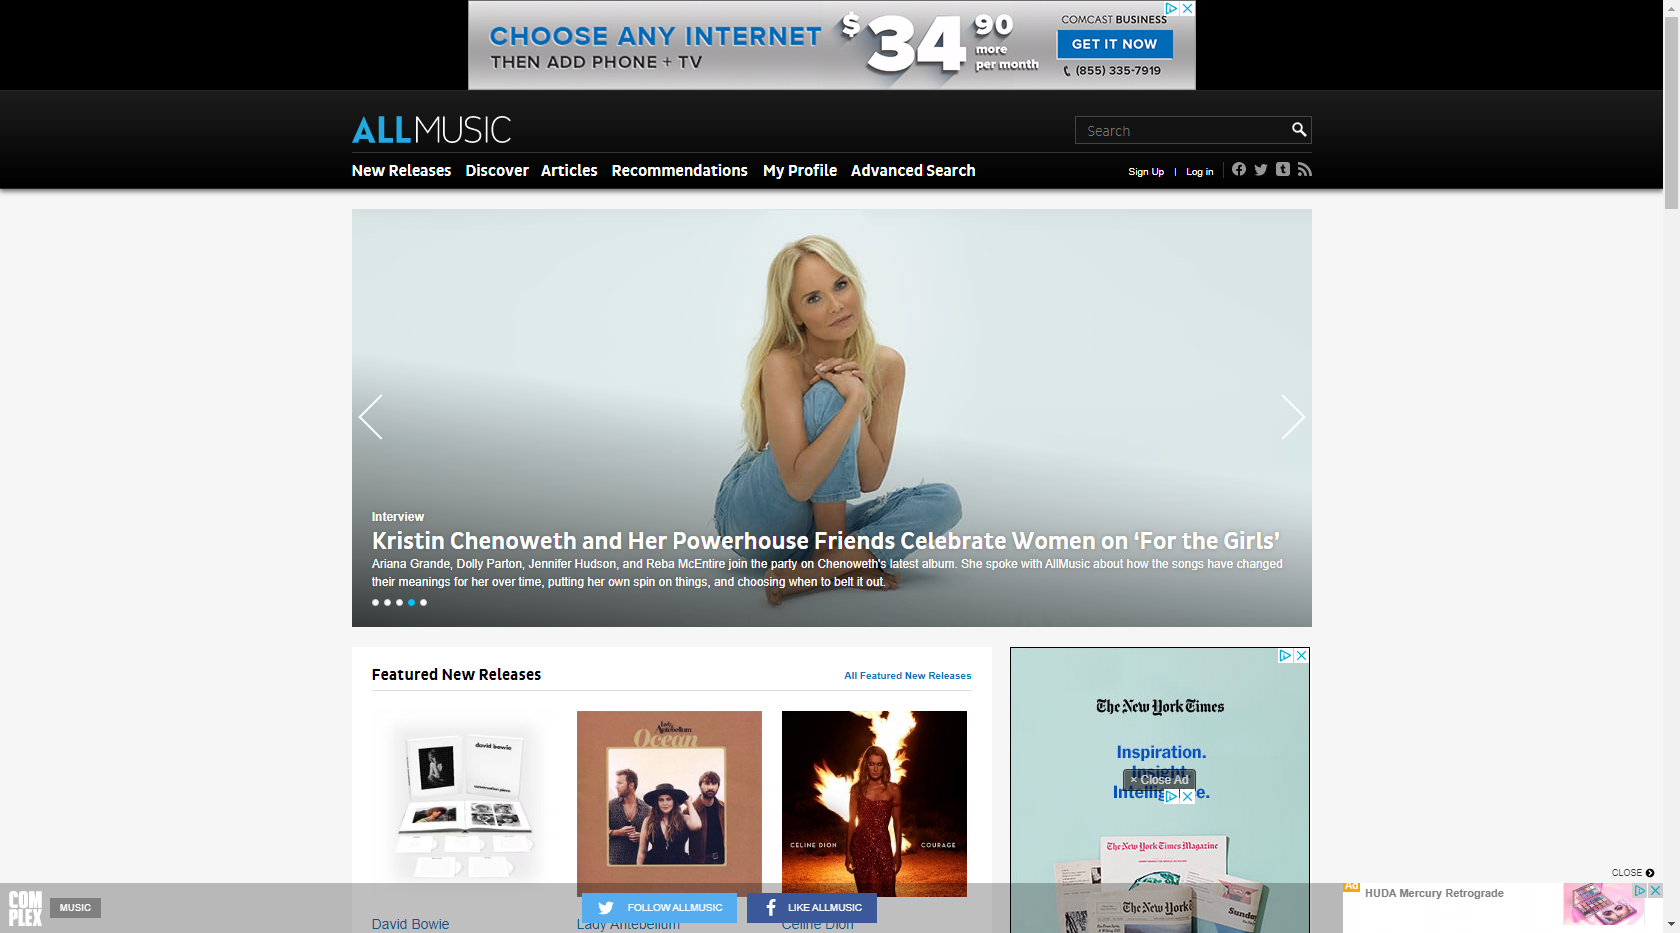 CHOOSE ANY INTERNET
THEN ADD PHONE + TV
$34.90 more per month
COMCAST BUSINESS
GET IT NOW
(855) 335-7919
ALLMUSIC
Search
New Releases Discover Articles Recommendations My Profile Advanced Search
Sign Up | Log in
Interview
Kristin Chenoweth and Her Powerhouse Friends Celebrate Women on ‘For the Girls’
Ariana Grande, Dolly Parton, Jennifer Hudson, and Reba McEntire join the party on Chenoweth's latest album. She spoke with AllMusic about how the songs have changed
their meanings for her over time, putting her own spin on things, and choosing when to belt it out.
Featured New Releases
All Featured New Releases
david bowie
conversation piece
lady
Antebellum
Ocean
CELINE DION COURAGE
The New York Times
Inspiration.
Insight.
× Close Ad
The New York Times Magazine
The New York
Sunday
CLOSE
COMPLEX
MUSIC
FOLLOW ALLMUSIC
LIKE ALLMUSIC
Ad
HUDA Mercury Retrograde
David Bowie
Lady Antebellum
Celine Dion